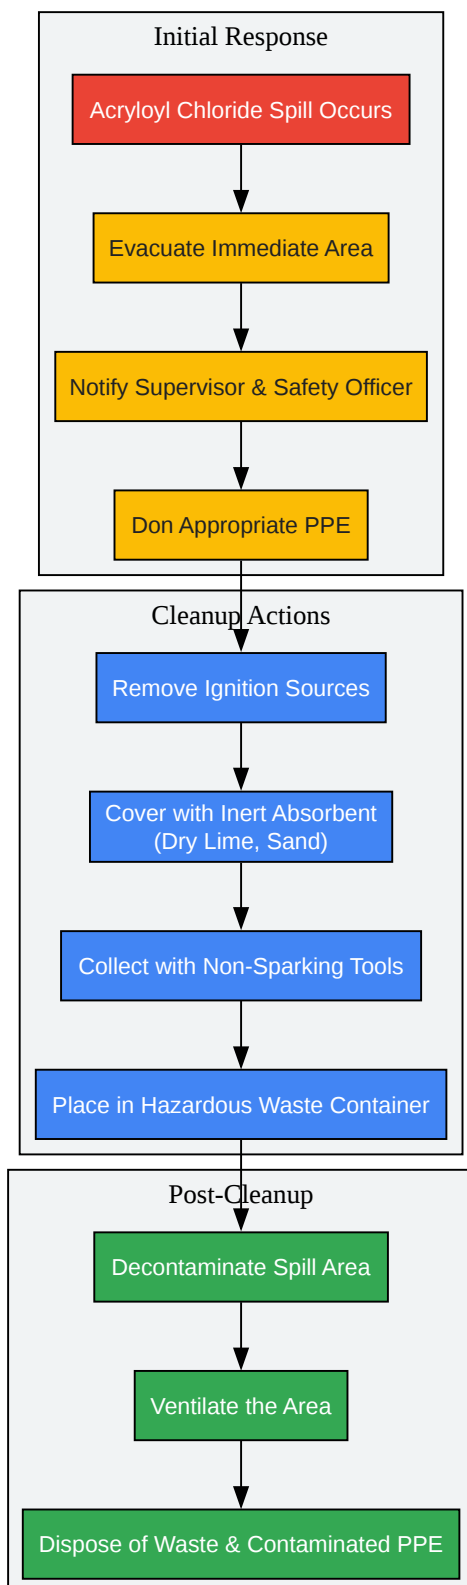 Initial Response
Acryloyl Chloride Spill Occurs
Evacuate Immediate Area
Notify Supervisor & Safety Officer
Don Appropriate PPE
Cleanup Actions
Remove Ignition Sources
Cover with Inert Absorbent
(Dry Lime, Sand)
Collect with Non-Sparking Tools
Place in Hazardous Waste Container
Post-Cleanup
Decontaminate Spill Area
Ventilate the Area
Dispose of Waste & Contaminated PPE